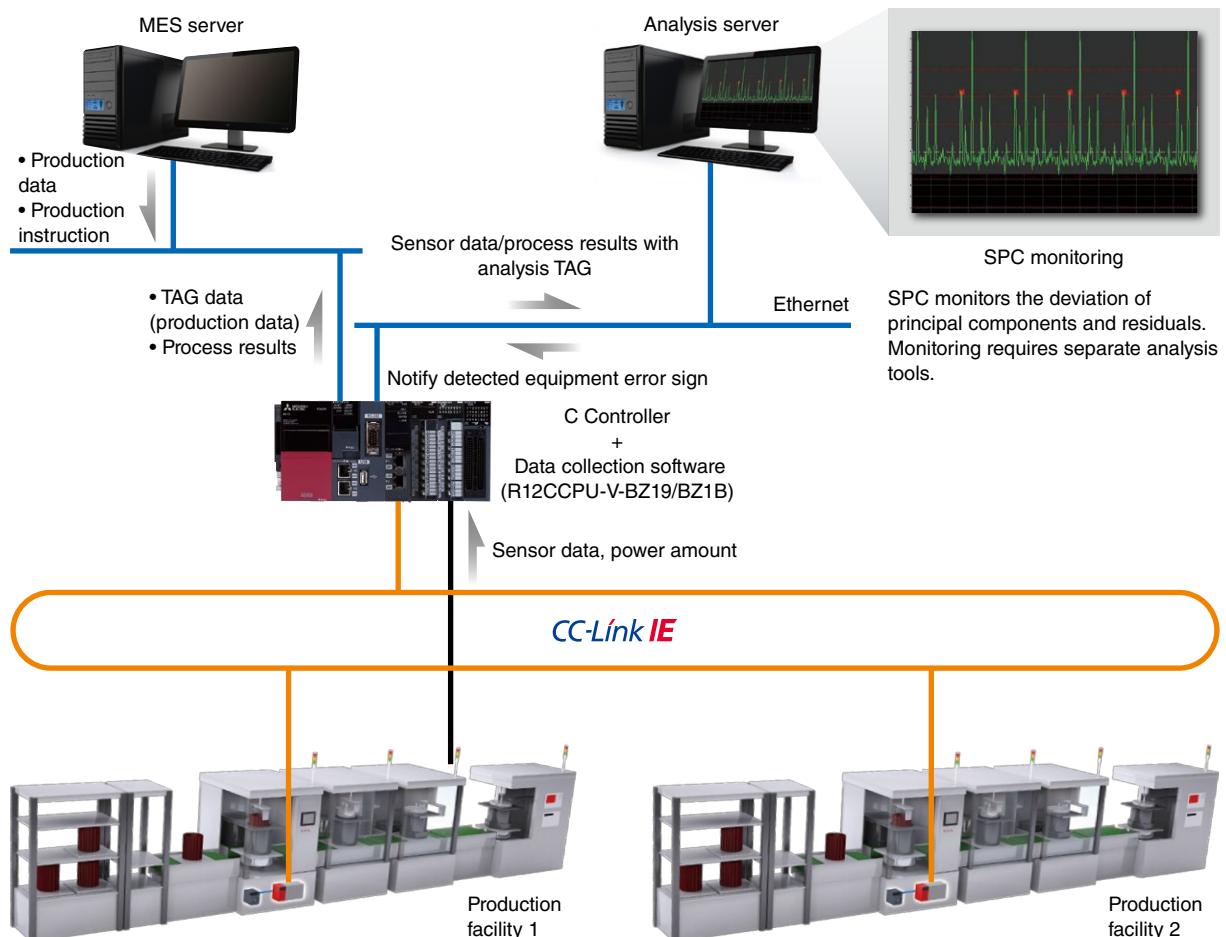 MES server
Analysis server
• Production
data
• Production
instruction
Sensor data/process results with
analysis TAG
SPC monitoring
• TAG data
(production data)
• Process results
Ethernet
SPC monitors the deviation of
principal components and residuals.
Monitoring requires separate analysis
tools.
Notify detected equipment error sign
C Controller
+
Data collection software
(R12CCPU-V-BZ19/BZ1B)
Sensor data, power amount
CC-Link IE
Production
facility 1
Production
facility 2